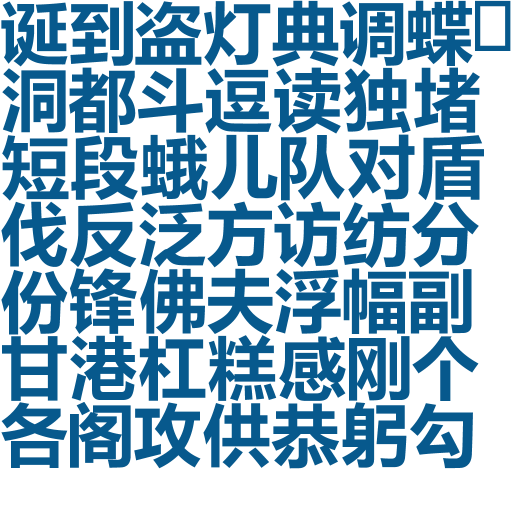 诞到盗灯典调蝶
洞都斗逗读独堵
短段蛾儿队对盾
伐反泛方访纺分
份锋佛夫浮幅副
甘港杠糕感刚个
各阁攻供恭躬勾